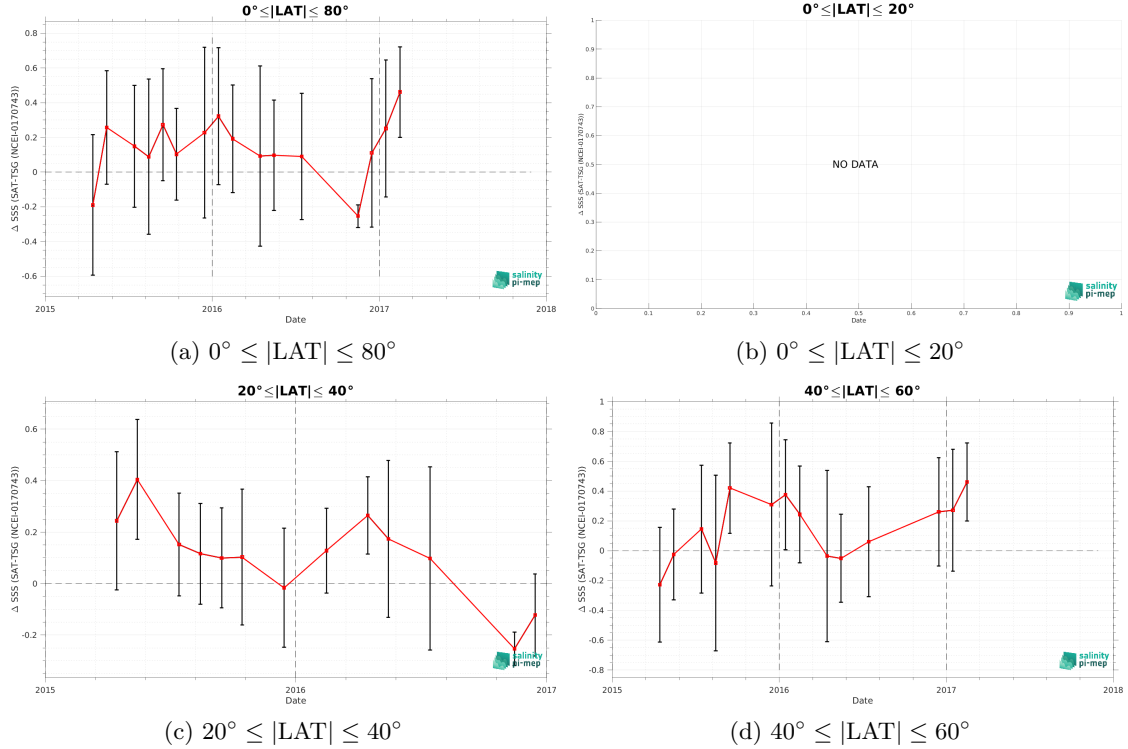 0°≤|LAT|≤ 80°
0.8
0.6
0.4
0.2
0
-0.2
-0.4
-0.6
Δ SSS (SAT-TSG (NCEI-0170743))
2015
2016
2017
2018
Date
salinity
pi-mep
(a) 0° ≤ |LAT| ≤ 80°
0°≤|LAT|≤ 20°
1
0.9
0.8
0.7
0.6
0.5
0.4
0.3
0.2
0.1
0
Δ SSS (SAT-TSG (NCEI-0170743))
NO DATA
0 0.1 0.2 0.3 0.4 0.5 0.6 0.7 0.8 0.9 1
Date
salinity
pi-mep
(b) 0° ≤ |LAT| ≤ 20°
20°≤|LAT|≤ 40°
0.6
0.4
0.2
0
-0.2
Δ SSS (SAT-TSG (NCEI-0170743))
2015
2016
2017
Date
salinity
pi-mep
(c) 20° ≤ |LAT| ≤ 40°
40°≤|LAT|≤ 60°
1
0.8
0.6
0.4
0.2
0
-0.2
-0.4
-0.6
-0.8
Δ SSS (SAT-TSG (NCEI-0170743))
2015
2016
2017
2018
Date
salinity
pi-mep
(d) 40° ≤ |LAT| ≤ 60°